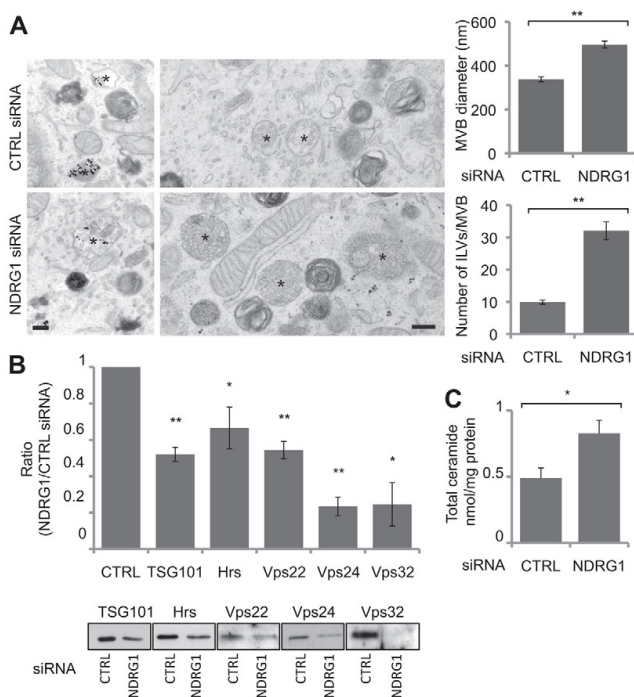 A
CTRL siRNA
NDRG1 siRNA
*
*
*
*
*
*
*
*
MVB diameter (nm)
600
400
200
0
**
siRNA CTRL NDRG1
Number of ILVs/MVB
40
30
20
10
0
**
siRNA CTRL NDRG1
B
Ratio
(NDRG1/CTRL siRNA)
1
0.8
0.6
0.4
0.2
0
** * ** ** *
CTRL TSG101 Hrs Vps22 Vps24 Vps32
TSG101 Hrs Vps22 Vps24 Vps32
siRNA CTRL NDRG1 CTRL NDRG1 CTRL NDRG1 CTRL NDRG1 CTRL NDRG1
C
Total ceramide
nmol/mg protein
1
0.5
0
*
siRNA CTRL NDRG1